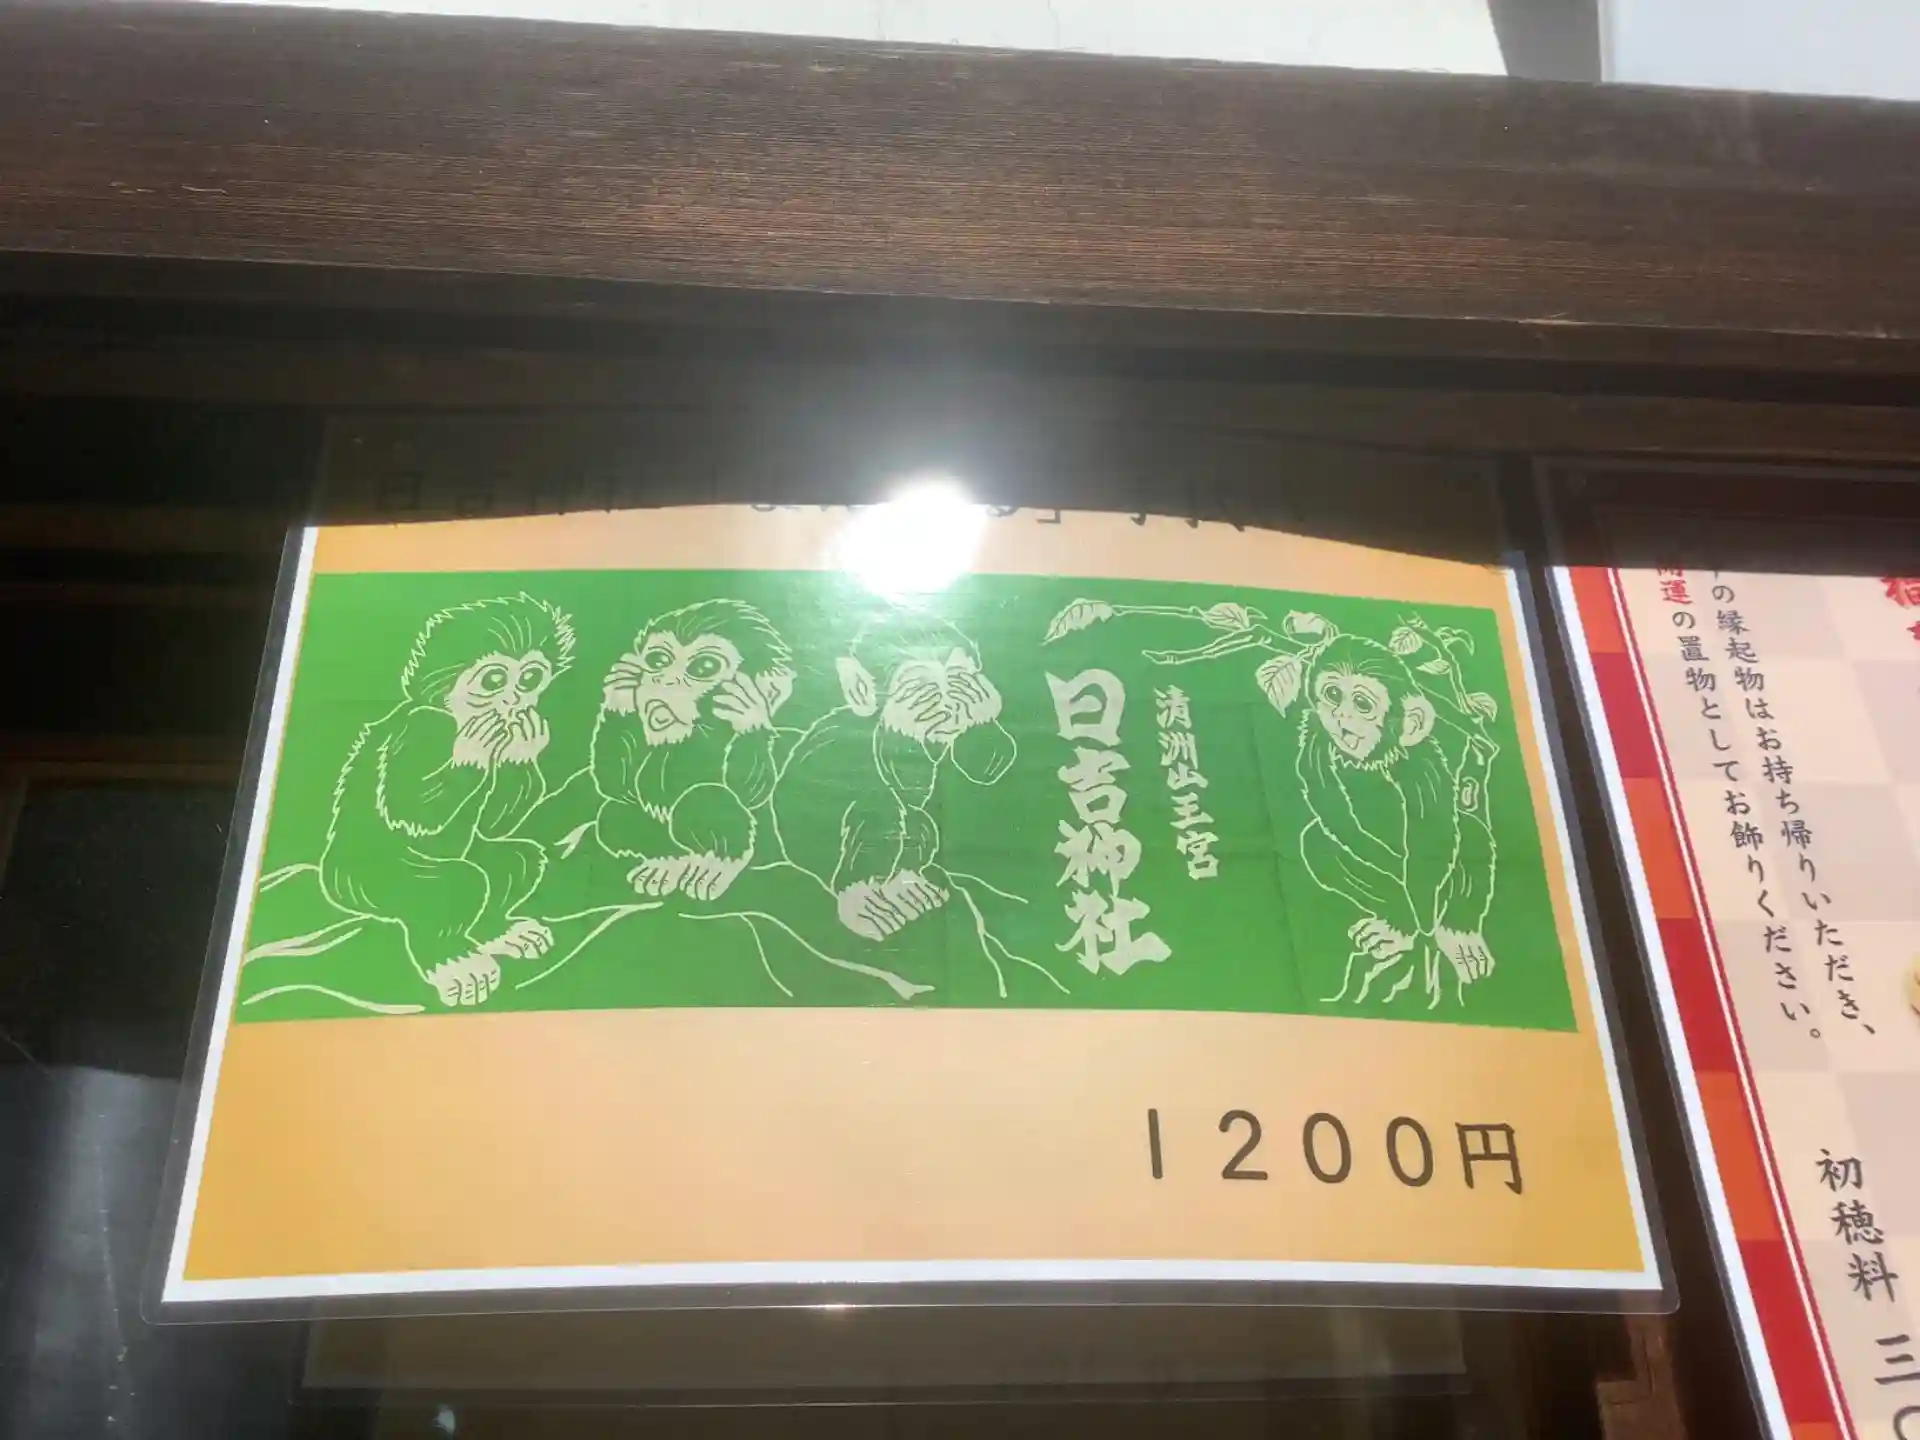 日吉神社
清洲山王宮
1200円
の縁起物はお持ち帰りいただき、
開運の置物としてお飾りください。
初穂料 三